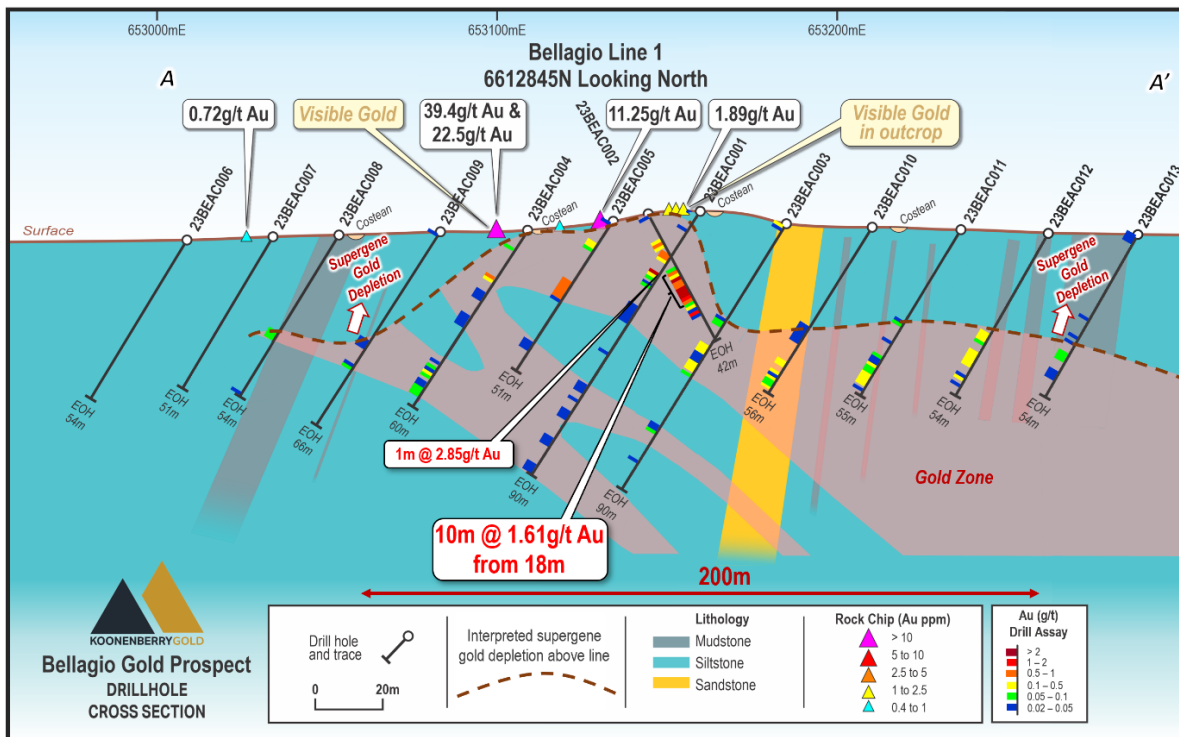 653000mE
653100mE
653200mE
Bellagio Line 1
6612845N Looking North
A
A’
0.72g/t Au
Visible Gold
39.4g/t Au &
22.5g/t Au
11.25g/t Au
1.89g/t Au
Visible Gold
in outcrop
23BEAC006
23BEAC007
23BEAC008
23BEAC009
23BEAC004
23BEAC002
23BEAC005
23BEAC001
23BEAC003
23BEAC010
23BEAC011
23BEAC012
23BEAC013
Surface
Costean
Costean
Costean
Costean
Supergene
Gold
Depletion
Supergene
Gold
Depletion
EOH
54m
EOH
51m
EOH
54m
EOH
66m
EOH
60m
EOH
51m
EOH
90m
EOH
90m
EOH
42m
EOH
56m
EOH
55m
EOH
54m
EOH
54m
1m @ 2.85g/t Au
10m @ 1.61g/t Au
from 18m
Gold Zone
200m
KOONENBERRYGOLD
Bellagio Gold Prospect
DRILLHOLE
CROSS SECTION
Drill hole
and trace
0
20m
Interpreted supergene
gold depletion above line
Lithology
Mudstone
Siltstone
Sandstone
Rock Chip (Au ppm)
> 10
5 to 10
2.5 to 5
1 to 2.5
0.4 to 1
Au (g/t)
Drill Assay
> 2
1 – 2
0.5 – 1
0.1 – 0.5
0.05 – 0.1
0.02 – 0.05